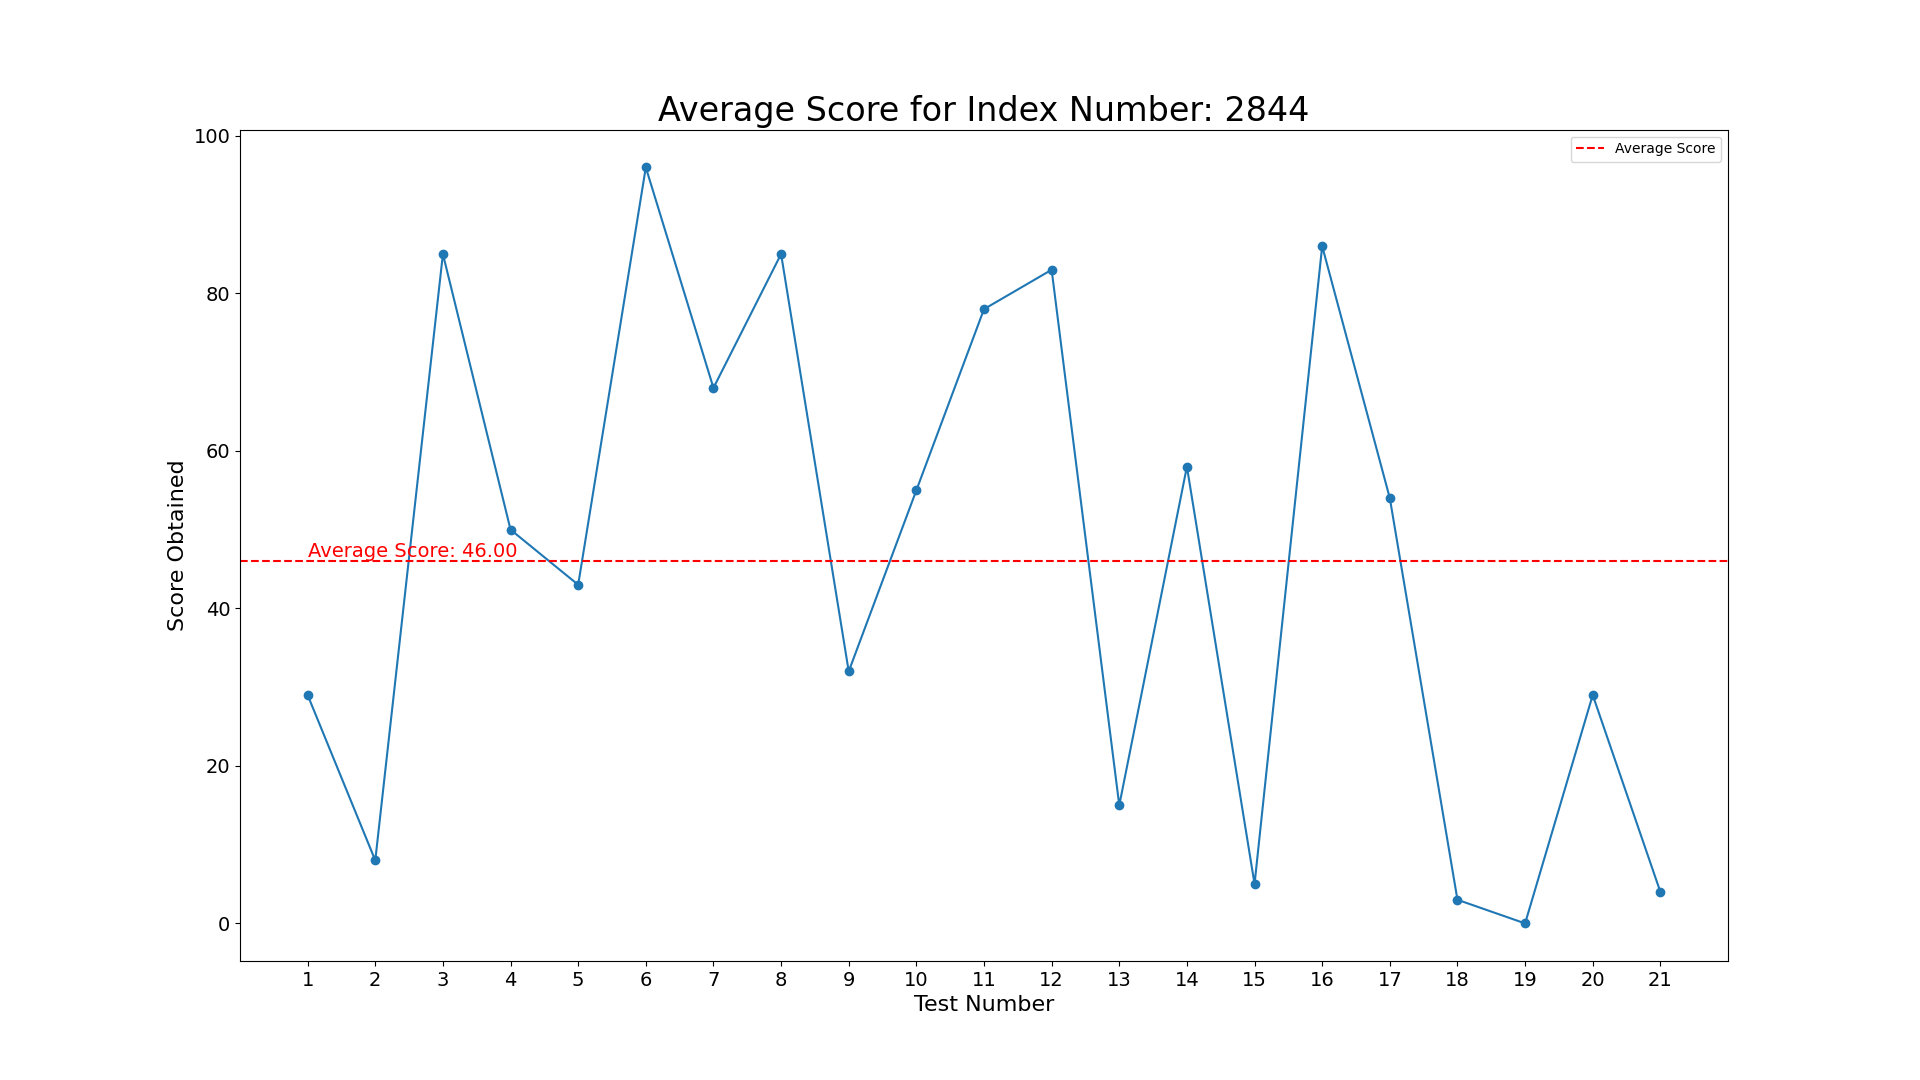 Average Score for Index Number: 2844
Average Score
Average Score: 46.00
Score Obtained
100
80
60
40
20
0
1 2 3 4 5 6 7 8 9 10 11 12 13 14 15 16 17 18 19 20 21
Test Number